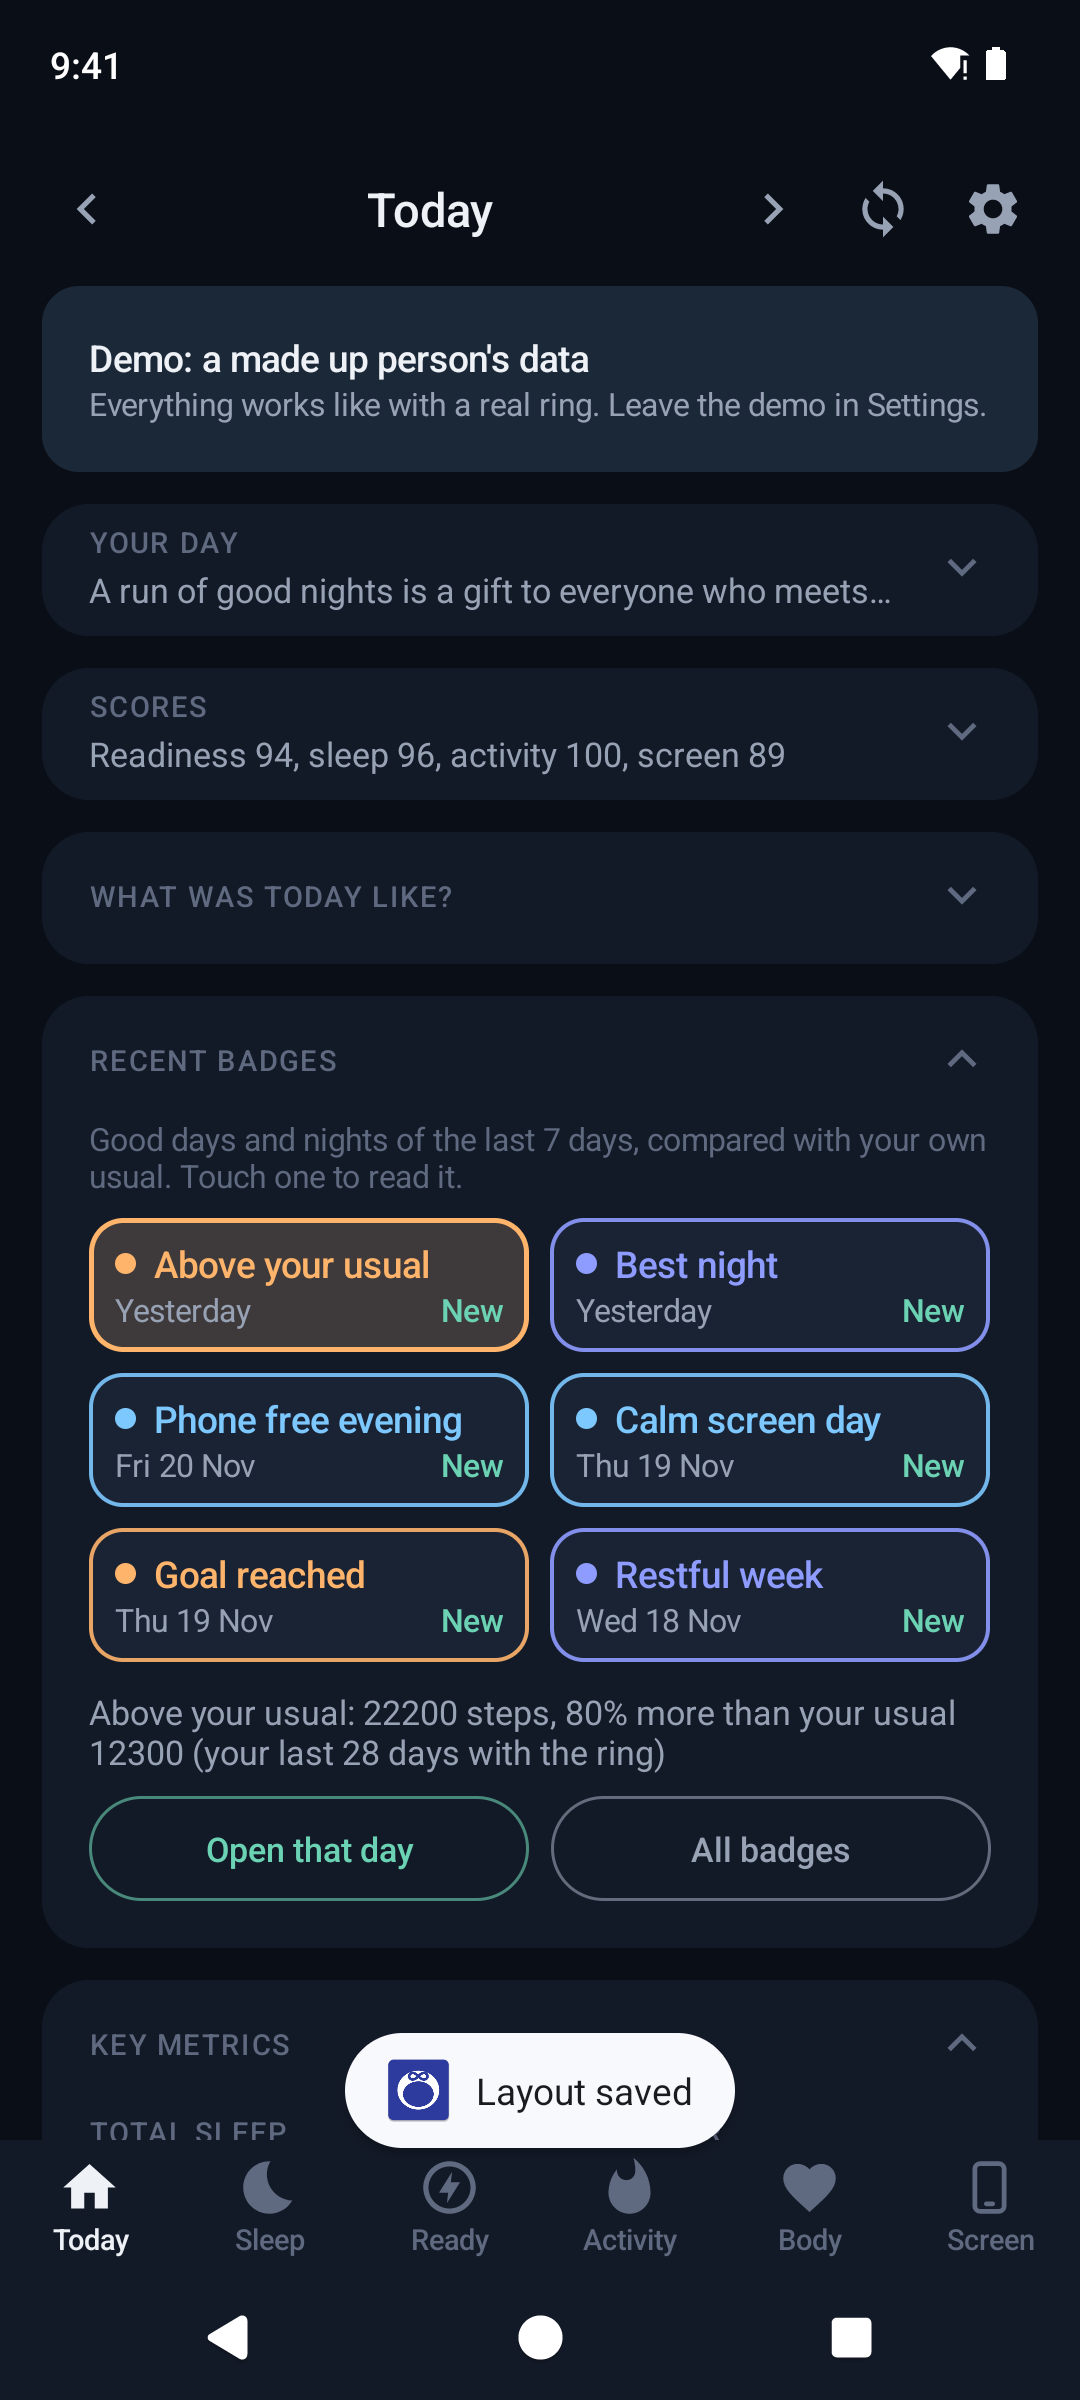 9:41
Today
Demo: a made up person's data
Everything works like with a real ring. Leave the demo in Settings.
YOUR DAY
A run of good nights is a gift to everyone who meets…
SCORES
Readiness 94, sleep 96, activity 100, screen 89
WHAT WAS TODAY LIKE?
RECENT BADGES
Good days and nights of the last 7 days, compared with your own
usual. Touch one to read it.
Above your usual
Yesterday New
Best night
Yesterday New
Phone free evening
Fri 20 Nov New
Calm screen day
Thu 19 Nov New
Goal reached
Thu 19 Nov New
Restful week
Wed 18 Nov New
Above your usual: 22200 steps, 80% more than your usual
12300 (your last 28 days with the ring)
Open that day
All badges
KEY METRICS
TOTAL SLEEP
Layout saved
Today
Sleep
Ready
Activity
Body
Screen